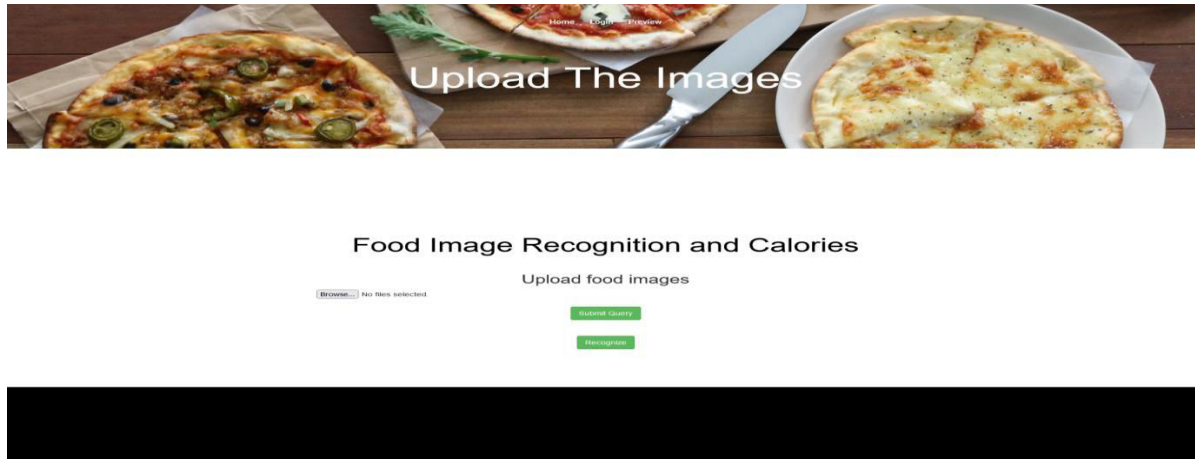 Home Login Preview
Upload The Images
Food Image Recognition and Calories
Upload food images
Browse... No files selected.
Submit Query
Recognise